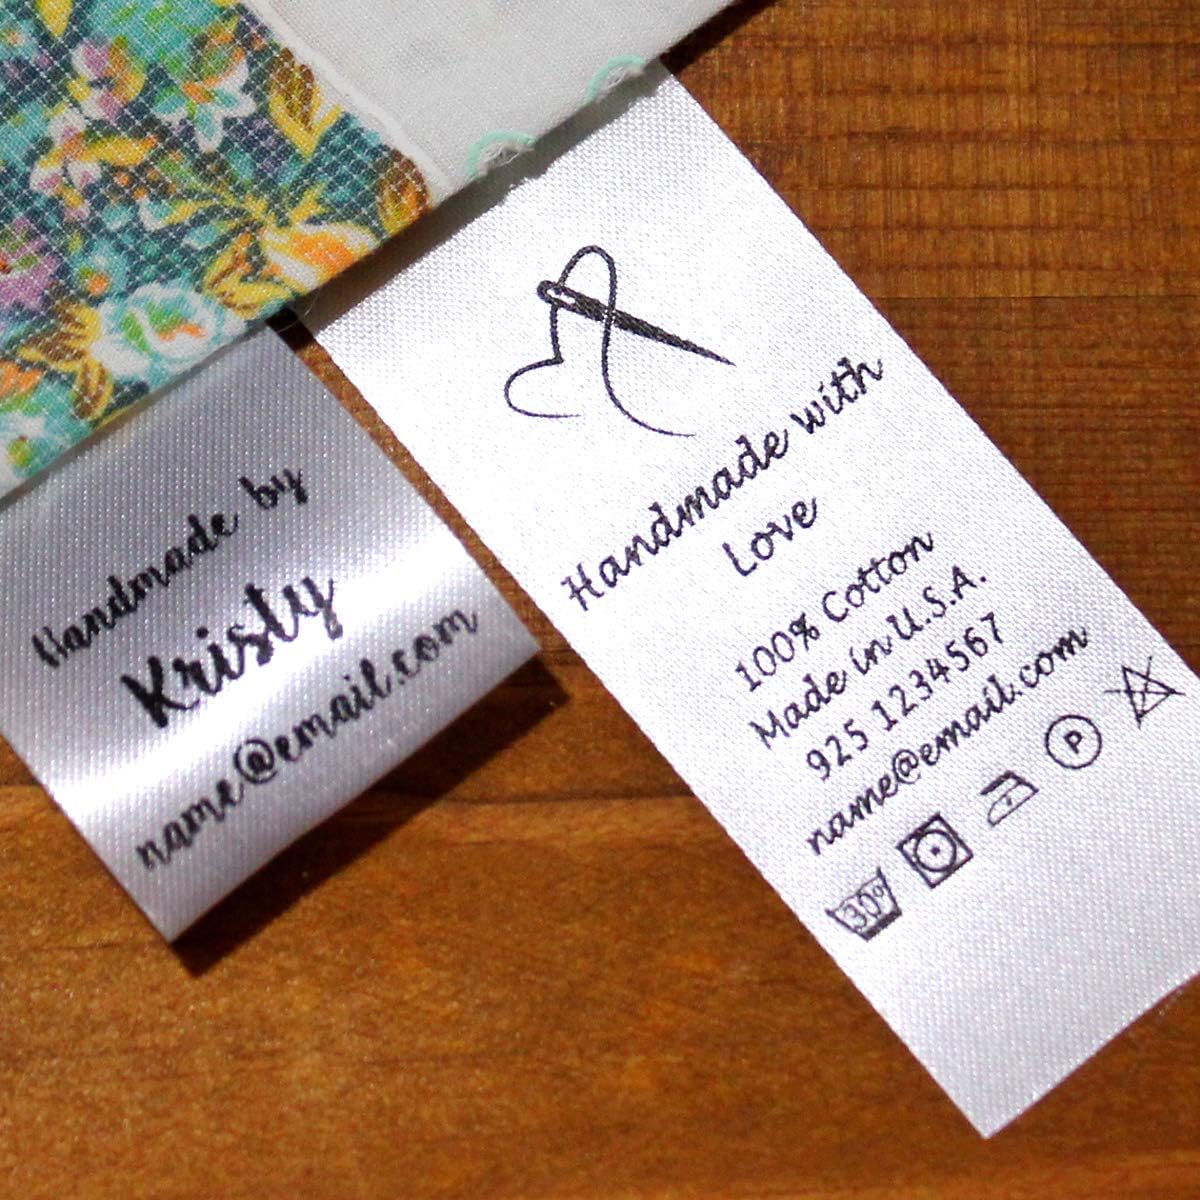 Handmade by
Kristy
name@email.com
Handmade with
Love
100% Cotton
Made in U.S.A.
925 1234567
name@email.com
30°
P